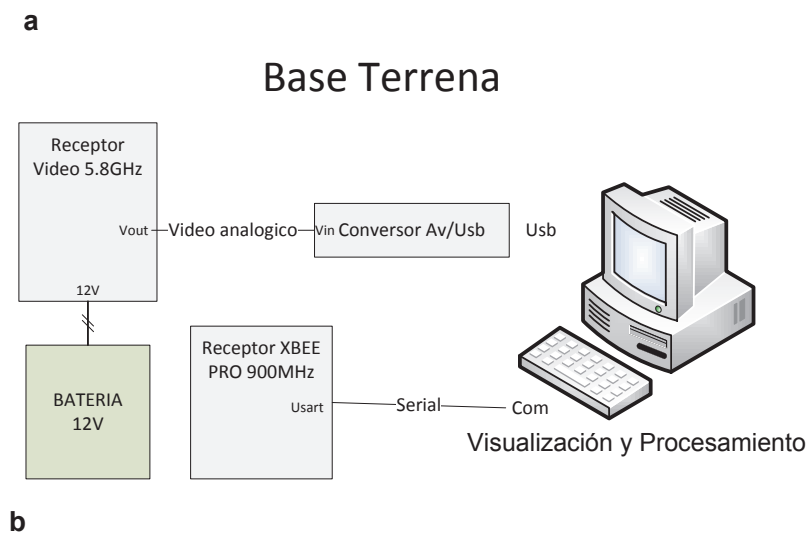 a
Base Terrena
Receptor
Video 5.8GHz
Vout
Video analogico
Vin
Conversor Av/Usb
Usb
12V
BATERIA
12V
Receptor XBEE
PRO 900MHz
Usart
Serial
Com
Visualización y Procesamiento
b